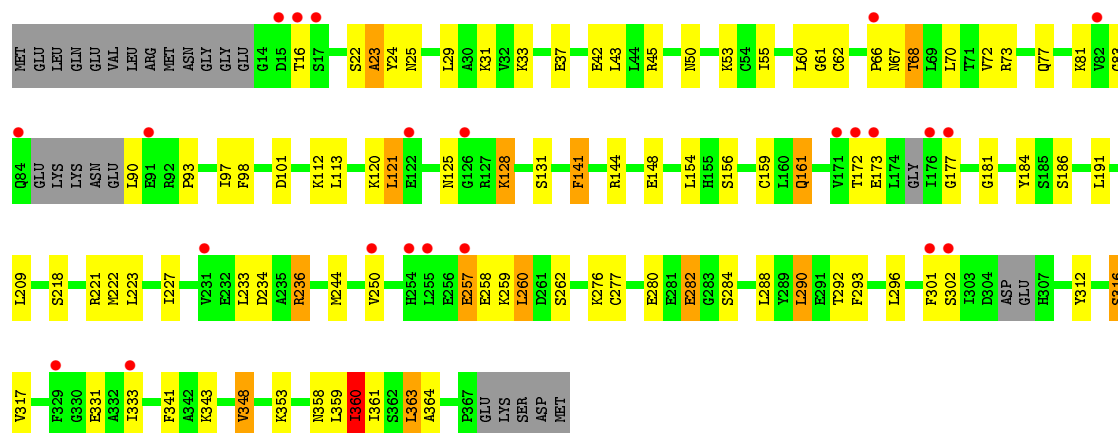 MET GLU LEU LEU GLN GLU VAL LEU ARG MET ASN GLY GLY GLU G14 D15 T16 S17 S22 A23 Y24 N25 L29 A30 K31 V32 K33 E37 E42 L43 L44 R45 N50 K53 C54 I55 L60 G61 C62 P66 N67 T68 L69 L70 T71 V72 R73 Q77 K81 V82 C83
Q84 GLU LYS LYS ASN GLU L90 E91 R92 P93 I97 F98 D101 K112 L113 K120 L121 E122 N125 G126 R127 K128 S131 F141 R144 E148 L154 H155 S156 C159 L160 Q161 V171 T172 E173 L174 GLY I176 G177 G181 Y184 S185 S186 L191
L209 S218 R221 M222 L223 I227 V231 E232 L233 D234 A235 R236 M244 V250 H254 L255 E256 E257 E258 K259 L260 D261 S262 K276 C277 E280 E281 E282 G283 S284 L288 Y289 L290 E291 T292 F293 L296 F301 S302 I303 D304 ASP GLU H307 Y312 S316
V317 F329 G330 E331 A332 I333 F341 A342 K343 V348 K353 N358 L359 I360 I361 S362 L363 A364 P367 GLU LYS SER ASP MET